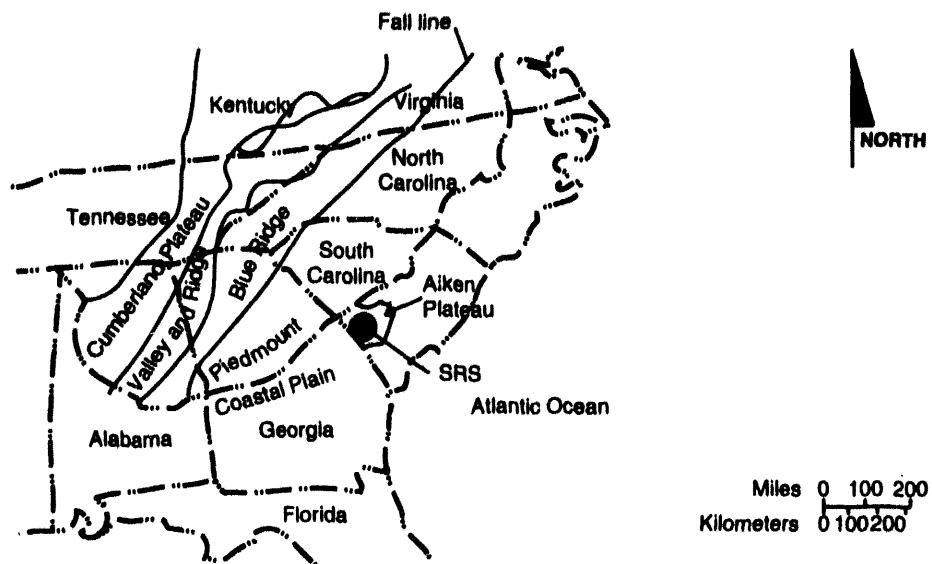 Fall line
Kentucky
Virginia
NORTH
North
Carolina
Tennessee
Cumberland Plateau
Valley and Ridge
Blue Ridge
South
Carolina
Aiken
Plateau
Piedmount
SRS
Coastal Plain
Atlantic Ocean
Alabama
Georgia
Florida
Miles 0 100 200
Kilometers 0 100 200